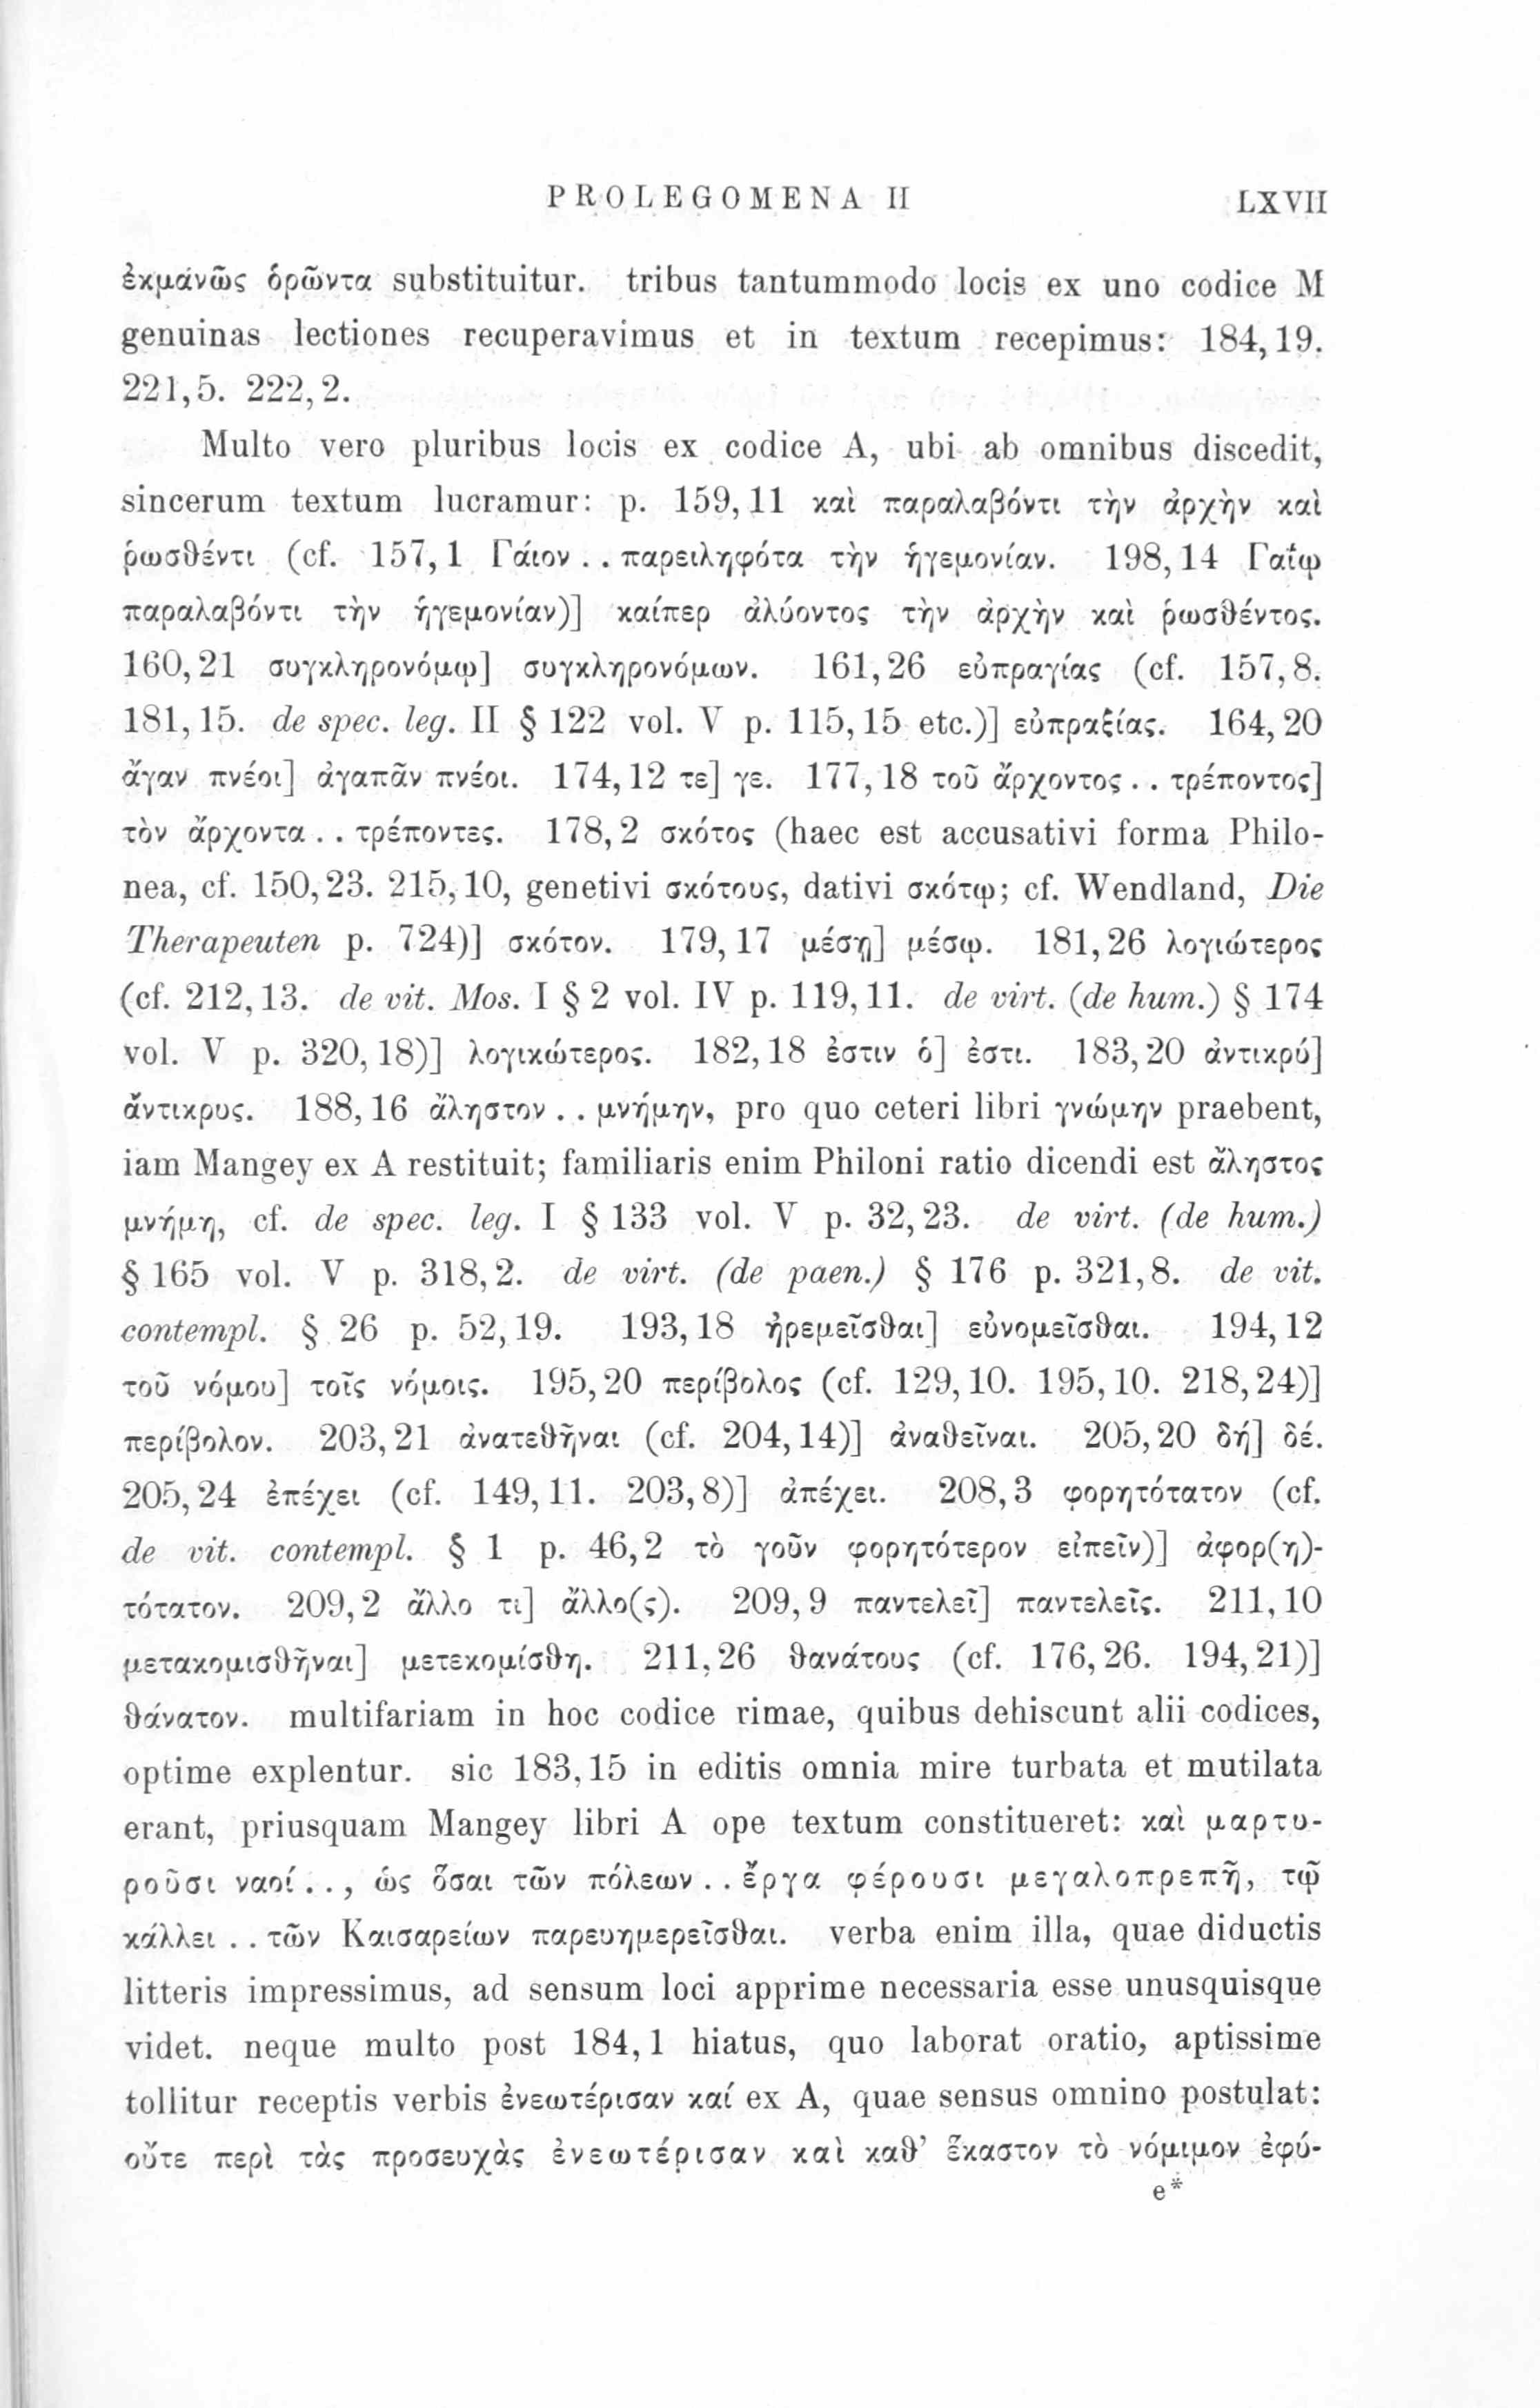 PROLEGOMENA II LXVII
ἐκμανῶς ὁρῶντα substituitur. tribus tantummodo locis ex uno codice M
genuinas lectiones recuperavimus et in textum recepimus: 184,19.
221,5. 222,2.
Multo vero pluribus locis ex codice A, ubi ab omnibus discedit,
sincerum textum lucramur: p. 159,11 καὶ παραλαβόντι τὴν ἀρχὴν καὶ
ῥωσθέντι (cf. 157,1 Γάιον . . παρειληφότα τὴν ἡγεμονίαν. 198,14 Γαΐῳ
παραλαβόντι τὴν ἡγεμονίαν)] καίπερ ἀλύοντος τὴν ἀρχὴν καὶ ῥωσθέντος.
160,21 συγκληρονόμῳ] συγκληρονόμων. 161,26 εὐπραγίας (cf. 157,8.
181,15. de spec. leg. II § 122 vol. V p. 115,15 etc.)] εὐπραξίας. 164,20
ἄγαν πνέοι] ἀγαπᾶν πνέοι. 174,12 τε] γε. 177,18 τοῦ ἄρχοντος . . τρέποντος]
τὸν ἄρχοντα . . τρέποντες. 178,2 σκότος (haec est accusativi forma Philo-
nea, cf. 150,23. 215,10, genetivi σκότους, dativi σκότῳ; cf. Wendland, Die
Therapeuten p. 724)] σκότον. 179,17 μέσῃ] μέσῳ. 181,26 λογιώτερος
(cf. 212,13. de vit. Mos. I § 2 vol. IV p. 119,11. de virt. (de hum.) § 174
vol. V p. 320,18)] λογικώτερος. 182,18 ἐστιν ὁ] ἐστι. 183,20 ἀντικρύ]
ἄντικρυς. 188,16 ἄληστον . . μνήμην, pro quo ceteri libri γνώμην praebent,
iam Mangey ex A restituit; familiaris enim Philoni ratio dicendi est ἄληστος
μνήμη, cf. de spec. leg. I § 133 vol. V p. 32,23. de virt. (de hum.)
§ 165 vol. V p. 318,2. de virt. (de paen.) § 176 p. 321,8. de vit.
contempl. § 26 p. 52,19. 193,18 ἠρεμεῖσθαι] εὐνομεῖσθαι. 194,12
τοῦ νόμου] τοῖς νόμοις. 195,20 περίβολος (cf. 129,10. 195,10. 218,24)]
περίβολον. 203,21 ἀνατεθῆναι (cf. 204,14)] ἀναθεῖναι. 205,20 δή] δέ.
205,24 ἐπέχει (cf. 149,11. 203,8)] ἀπέχει. 208,3 φορητότατον (cf.
de vit. contempl. § 1 p. 46,2 τὸ γοῦν φορητότερον εἰπεῖν)] ἀφορ(η)-
τότατον. 209,2 ἄλλο τι] ἄλλο(ς). 209,9 παντελεῖ] παντελεῖς. 211,10
μετακομισθῆναι] μετεκομίσθη. 211,26 θανάτους (cf. 176,26. 194,21)]
θάνατον. multifariam in hoc codice rimae, quibus dehiscunt alii codices,
optime explentur. sic 183,15 in editis omnia mire turbata et mutilata
erant, priusquam Mangey libri A ope textum constitueret: καὶ μαρτυ-
ροῦσι ναοί . . , ὡς ὅσαι τῶν πόλεων . . ἔργα φέρουσι μεγαλοπρεπῆ, τῷ
κάλλει . . τῶν Καισαρείων παρευημερεῖσθαι. verba enim illa, quae diductis
litteris impressimus, ad sensum loci apprime necessaria esse unusquisque
videt. neque multo post 184,1 hiatus, quo laborat oratio, aptissime
tollitur receptis verbis ἐνεωτέρισαν καί ex A, quae sensus omnino postulat:
οὔτε περὶ τὰς προσευχὰς ἐνεωτέρισαν καὶ καθ’ ἕκαστον τὸ νόμιμον ἐφύ-
e*